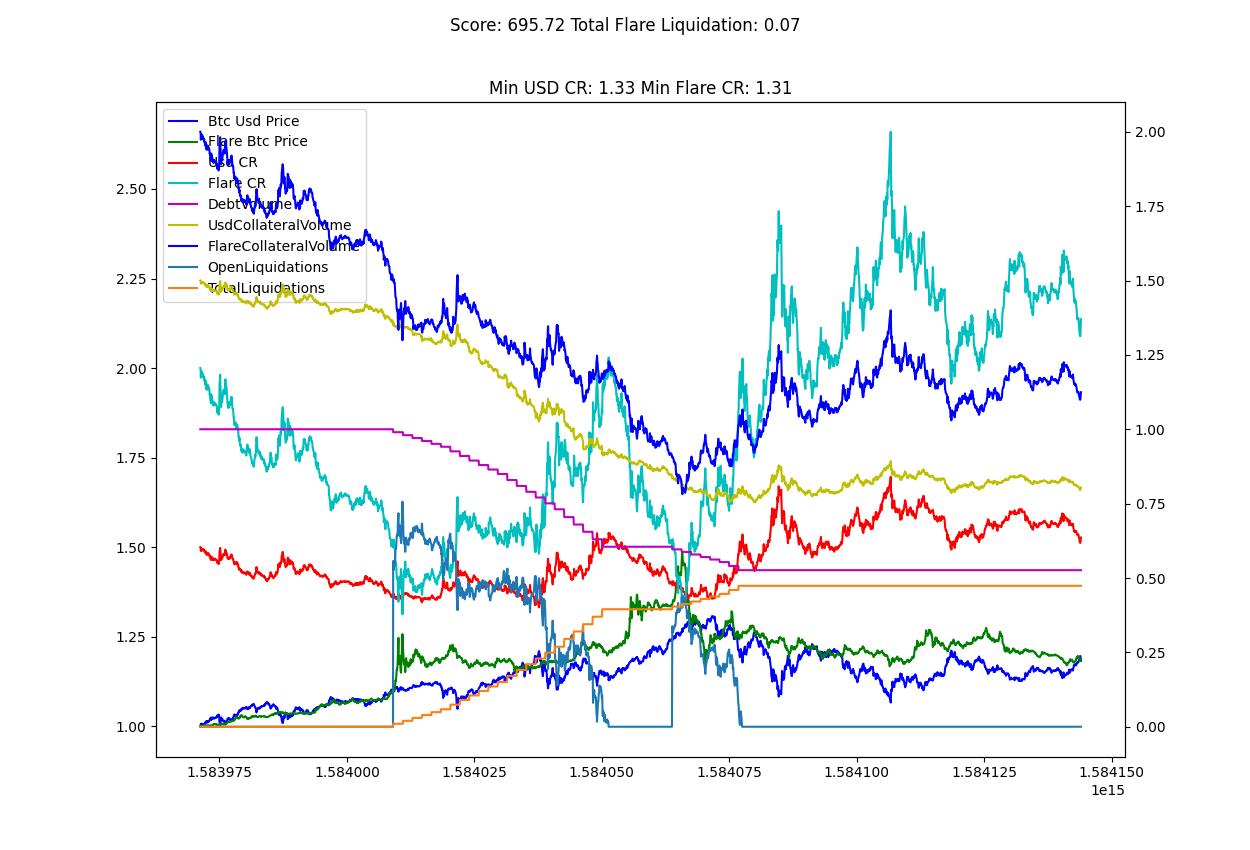 Score: 695.72 Total Flare Liquidation: 0.07
Min USD CR: 1.33 Min Flare CR: 1.31
Btc Usd Price
Flare Btc Price
Usd CR
Flare CR
DebtVolume
UsdCollateralVolume
FlareCollateralVolume
OpenLiquidations
TotalLiquidations
2.50
2.25
2.00
1.75
1.50
1.25
1.00
2.00
1.75
1.50
1.25
1.00
0.75
0.50
0.25
0.00
1.583975 1.584000 1.584025 1.584050 1.584075 1.584100 1.584125 1.584150
1e15